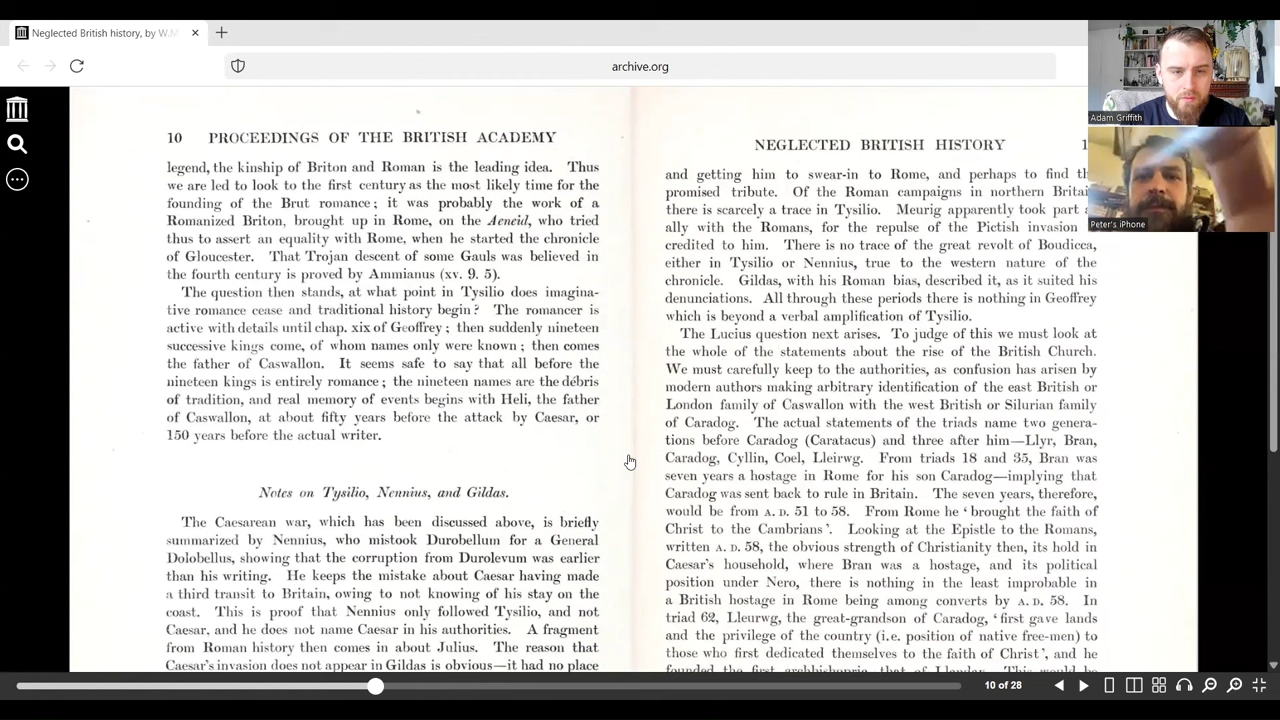 Neglected British history, by W.M
archive.org
Adam Griffith
Peter's iPhone
10 PROCEEDINGS OF THE BRITISH ACADEMY
legend, the kinship of Briton and Roman is the leading idea. Thus
we are led to look to the first century as the most likely time for the
founding of the Brut romance; it was probably the work of a
Romanized Briton, brought up in Rome, on the Aeneid, who tried
thus to assert an equality with Rome, when he started the chronicle
of Gloucester. That Trojan descent of some Gauls was believed in
the fourth century is proved by Ammianus (xv. 9. 5).
The question then stands, at what point in Tysilio does imagina-
tive romance cease and traditional history begin? The romancer is
active with details until chap. xix of Geoffrey; then suddenly nineteen
successive kings come, of whom names only were known; then comes
the father of Caswallon. It seems safe to say that all before the
nineteen kings is entirely romance; the nineteen names are the débris
of tradition, and real memory of events begins with Heli, the father
of Caswallon, at about fifty years before the attack by Caesar, or
150 years before the actual writer.
Notes on Tysilio, Nennius, and Gildas.
The Caesarean war, which has been discussed above, is briefly
summarized by Nennius, who mistook Durobellum for a General
Dolobellus, showing that the corruption from Durolevum was earlier
than his writing. He keeps the mistake about Caesar having made
a third transit to Britain, owing to not knowing of his stay on the
coast. This is proof that Nennius only followed Tysilio, and not
Caesar, and he does not name Caesar in his authorities. A fragment
from Roman history then comes in about Julius. The reason that
Caesar's invasion does not appear in Gildas is obvious—it had no place
NEGLECTED BRITISH HISTORY 1
and getting him to swear-in to Rome, and perhaps to find th
promised tribute. Of the Roman campaigns in northern Britai
there is scarcely a trace in Tysilio. Meurig apparently took part
ally with the Romans, for the repulse of the Pictish invasion
credited to him. There is no trace of the great revolt of Boudicca,
either in Tysilio or Nennius, true to the western nature of the
chronicle. Gildas, with his Roman bias, described it, as it suited his
denunciations. All through these periods there is nothing in Geoffrey
which is beyond a verbal amplification of Tysilio.
The Lucius question next arises. To judge of this we must look at
the whole of the statements about the rise of the British Church.
We must carefully keep to the authorities, as confusion has arisen by
modern authors making arbitrary identification of the east British or
London family of Caswallon with the west British or Silurian family
of Caradog. The actual statements of the triads name two genera-
tions before Caradog (Caratacus) and three after him—Llyr, Bran,
Caradog, Cyllin, Coel, Lleirwg. From triads 18 and 35, Bran was
seven years a hostage in Rome for his son Caradog—implying that
Caradog was sent back to rule in Britain. The seven years, therefore,
would be from A.D. 51 to 58. From Rome he 'brought the faith of
Christ to the Cambrians'. Looking at the Epistle to the Romans,
written A.D. 58, the obvious strength of Christianity then, its hold in
Caesar's household, where Bran was a hostage, and its political
position under Nero, there is nothing in the least improbable in
a British hostage in Rome being among converts by A.D. 58. In
triad 62, Lleurwg, the great-grandson of Caradog, 'first gave lands
and the privilege of the country (i.e. position of native free-men) to
those who first dedicated themselves to the faith of Christ', and he
founded the first archbishopric, that of Llandav. This would be
10 of 28